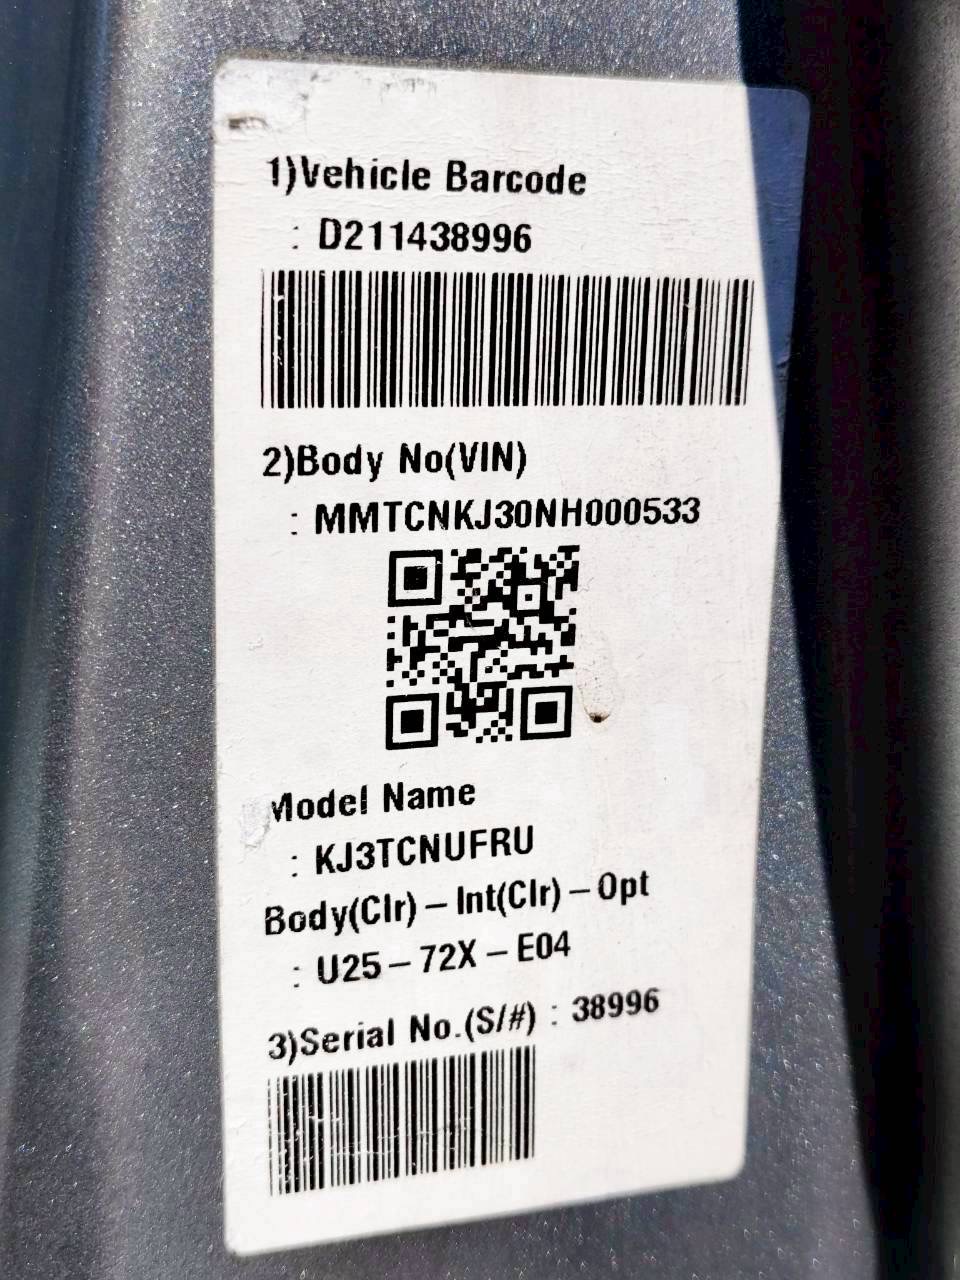 1)Vehicle Barcode
: D211438996
2)Body No(VIN)
: MMTCNKJ30NH000533
Model Name
: KJ3TCNUFRU
Body(Clr) – Int(Clr) – Opt
: U25 – 72X – E04
3)Serial No.(S/#) : 38996